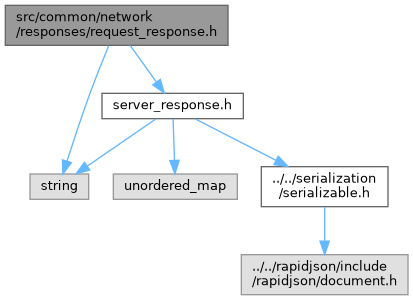 src/common/network
/responses/request_response.h
server_response.h
string
unordered_map
../../serialization
/serializable.h
../../rapidjson/include
/rapidjson/document.h